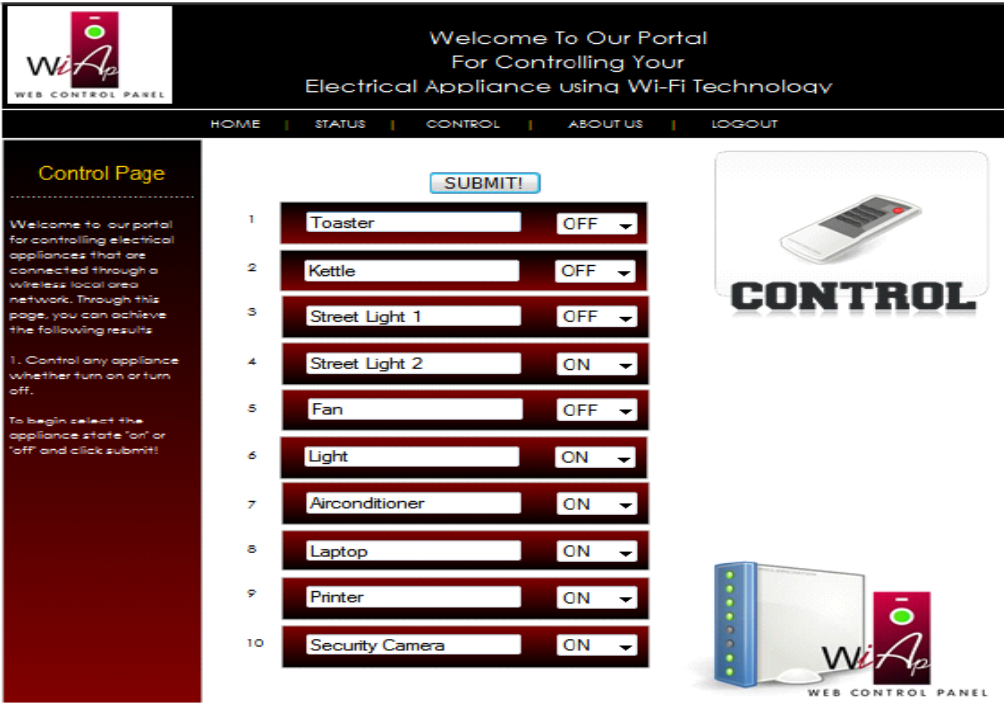 WiAp
WEB CONTROL PANEL
Welcome To Our Portal
For Controlling Your
Electrical Appliance using Wi-Fi Technology
HOME | STATUS | CONTROL | ABOUT US | LOGOUT
Control Page
Welcome to our portal
for controlling electrical
appliances that are
connected through a
wireless local area
network. Through this
page, you can achieve
the following results
1. Control any appliance
whether turn on or turn
off.
To begin select the
appliance state "on" or
"off" and click submit!
SUBMIT!
1 Toaster OFF
2 Kettle OFF
3 Street Light 1 OFF
4 Street Light 2 ON
5 Fan OFF
6 Light ON
7 Airconditioner ON
8 Laptop ON
9 Printer ON
10 Security Camera ON
CONTROL
WiAp
WEB CONTROL PANEL